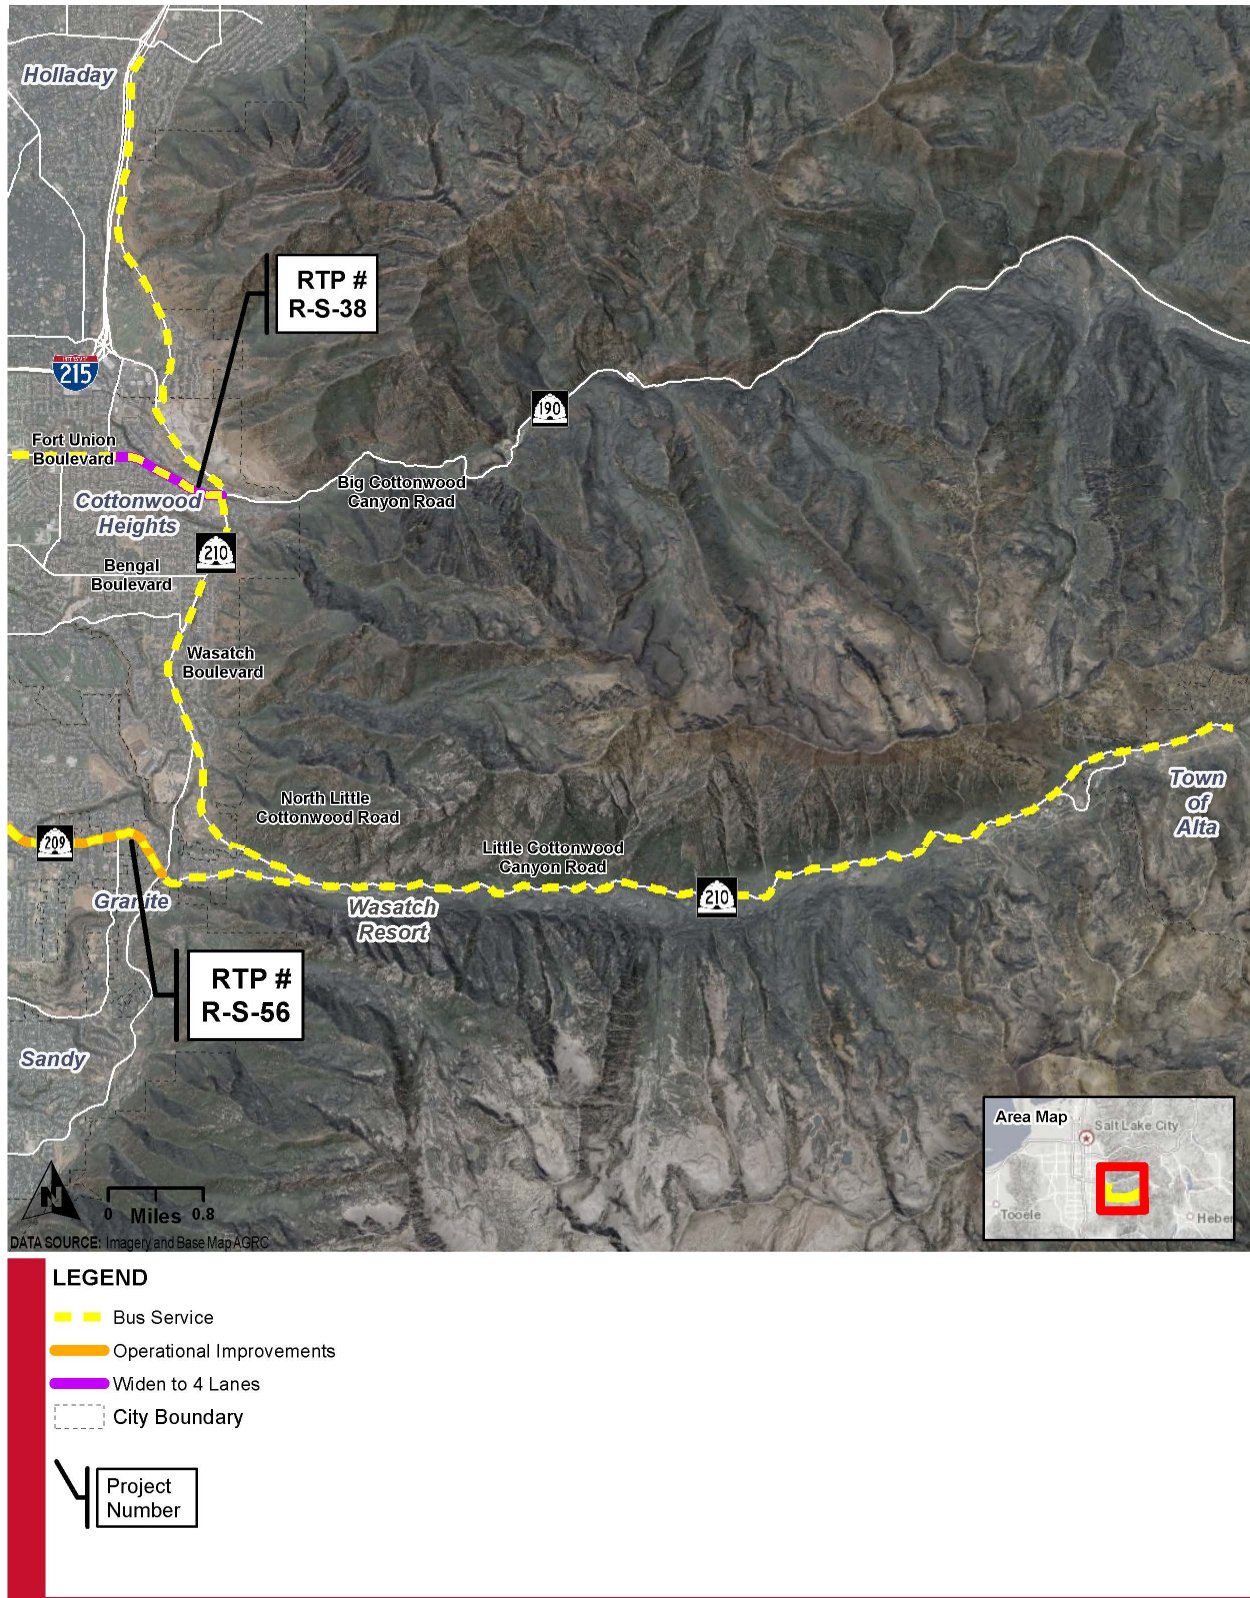 Holladay
RTP #
R-S-38
INTERSTATE
215
190
Fort Union
Boulevard
Big Cottonwood
Canyon Road
Cottonwood
Heights
210
Bengal
Boulevard
Wasatch
Boulevard
Town
of
Alta
North Little
Cottonwood Road
209
Little Cottonwood
Canyon Road
210
Granite
Wasatch
Resort
RTP #
R-S-56
Sandy
Area Map
Salt Lake City
Tooele
Heber
N
0 Miles 0.8
DATA SOURCE: Imagery and Base Map AGRC
LEGEND
Bus Service
Operational Improvements
Widen to 4 Lanes
City Boundary
Project
Number